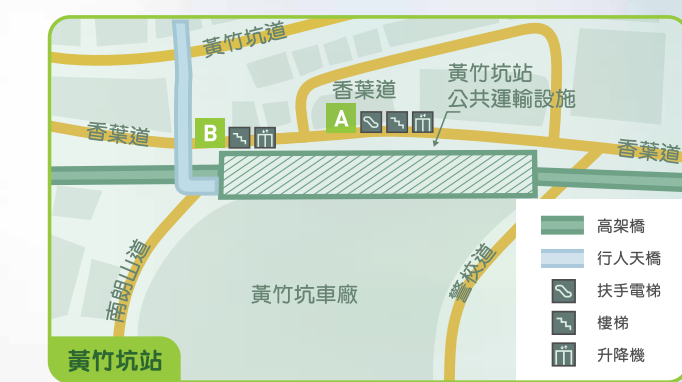 黃竹坑道
香葉道
黃竹坑站
公共運輸設施
香葉道
B
A
香葉道
南朗山道
黃竹坑車廠
警校道
高架橋
行人天橋
扶手電梯
樓梯
升降機
黃竹坑站